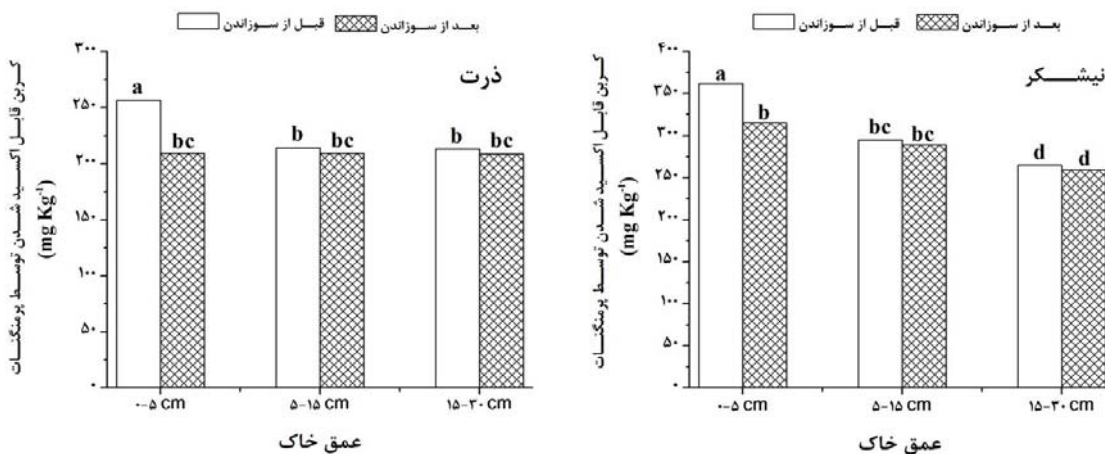 قبل از سوزاندن بعد از سوزاندن
ذرت
کربن قابل اکسید شدن توسط پرمنگنات
(mg Kg⁻¹)
۳۰۰
۲۵۰
۲۰۰
۱۵۰
۱۰۰
۵۰
۰
a bc b bc b bc
۰-۵ cm ۵-۱۵ cm ۱۵-۳۰ cm
عمق خاک
قبل از سوزاندن بعد از سوزاندن
نیشکر
کربن قابل اکسید شدن توسط پرمنگنات
(mg Kg⁻¹)
۴۰۰
۳۵۰
۳۰۰
۲۵۰
۲۰۰
۱۵۰
۱۰۰
۵۰
۰
a b bc bc d d
۰-۵ cm ۵-۱۵ cm ۱۵-۳۰ cm
عمق خاک